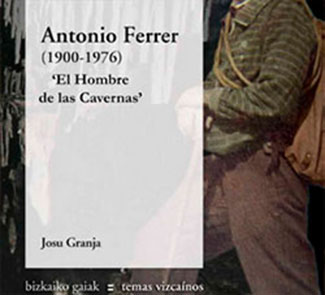 Antonio Ferrer
(1900-1976)
‘El Hombre
de las Cavernas’
Josu Granja
bizkaiko gaiak = temas vizcaínos